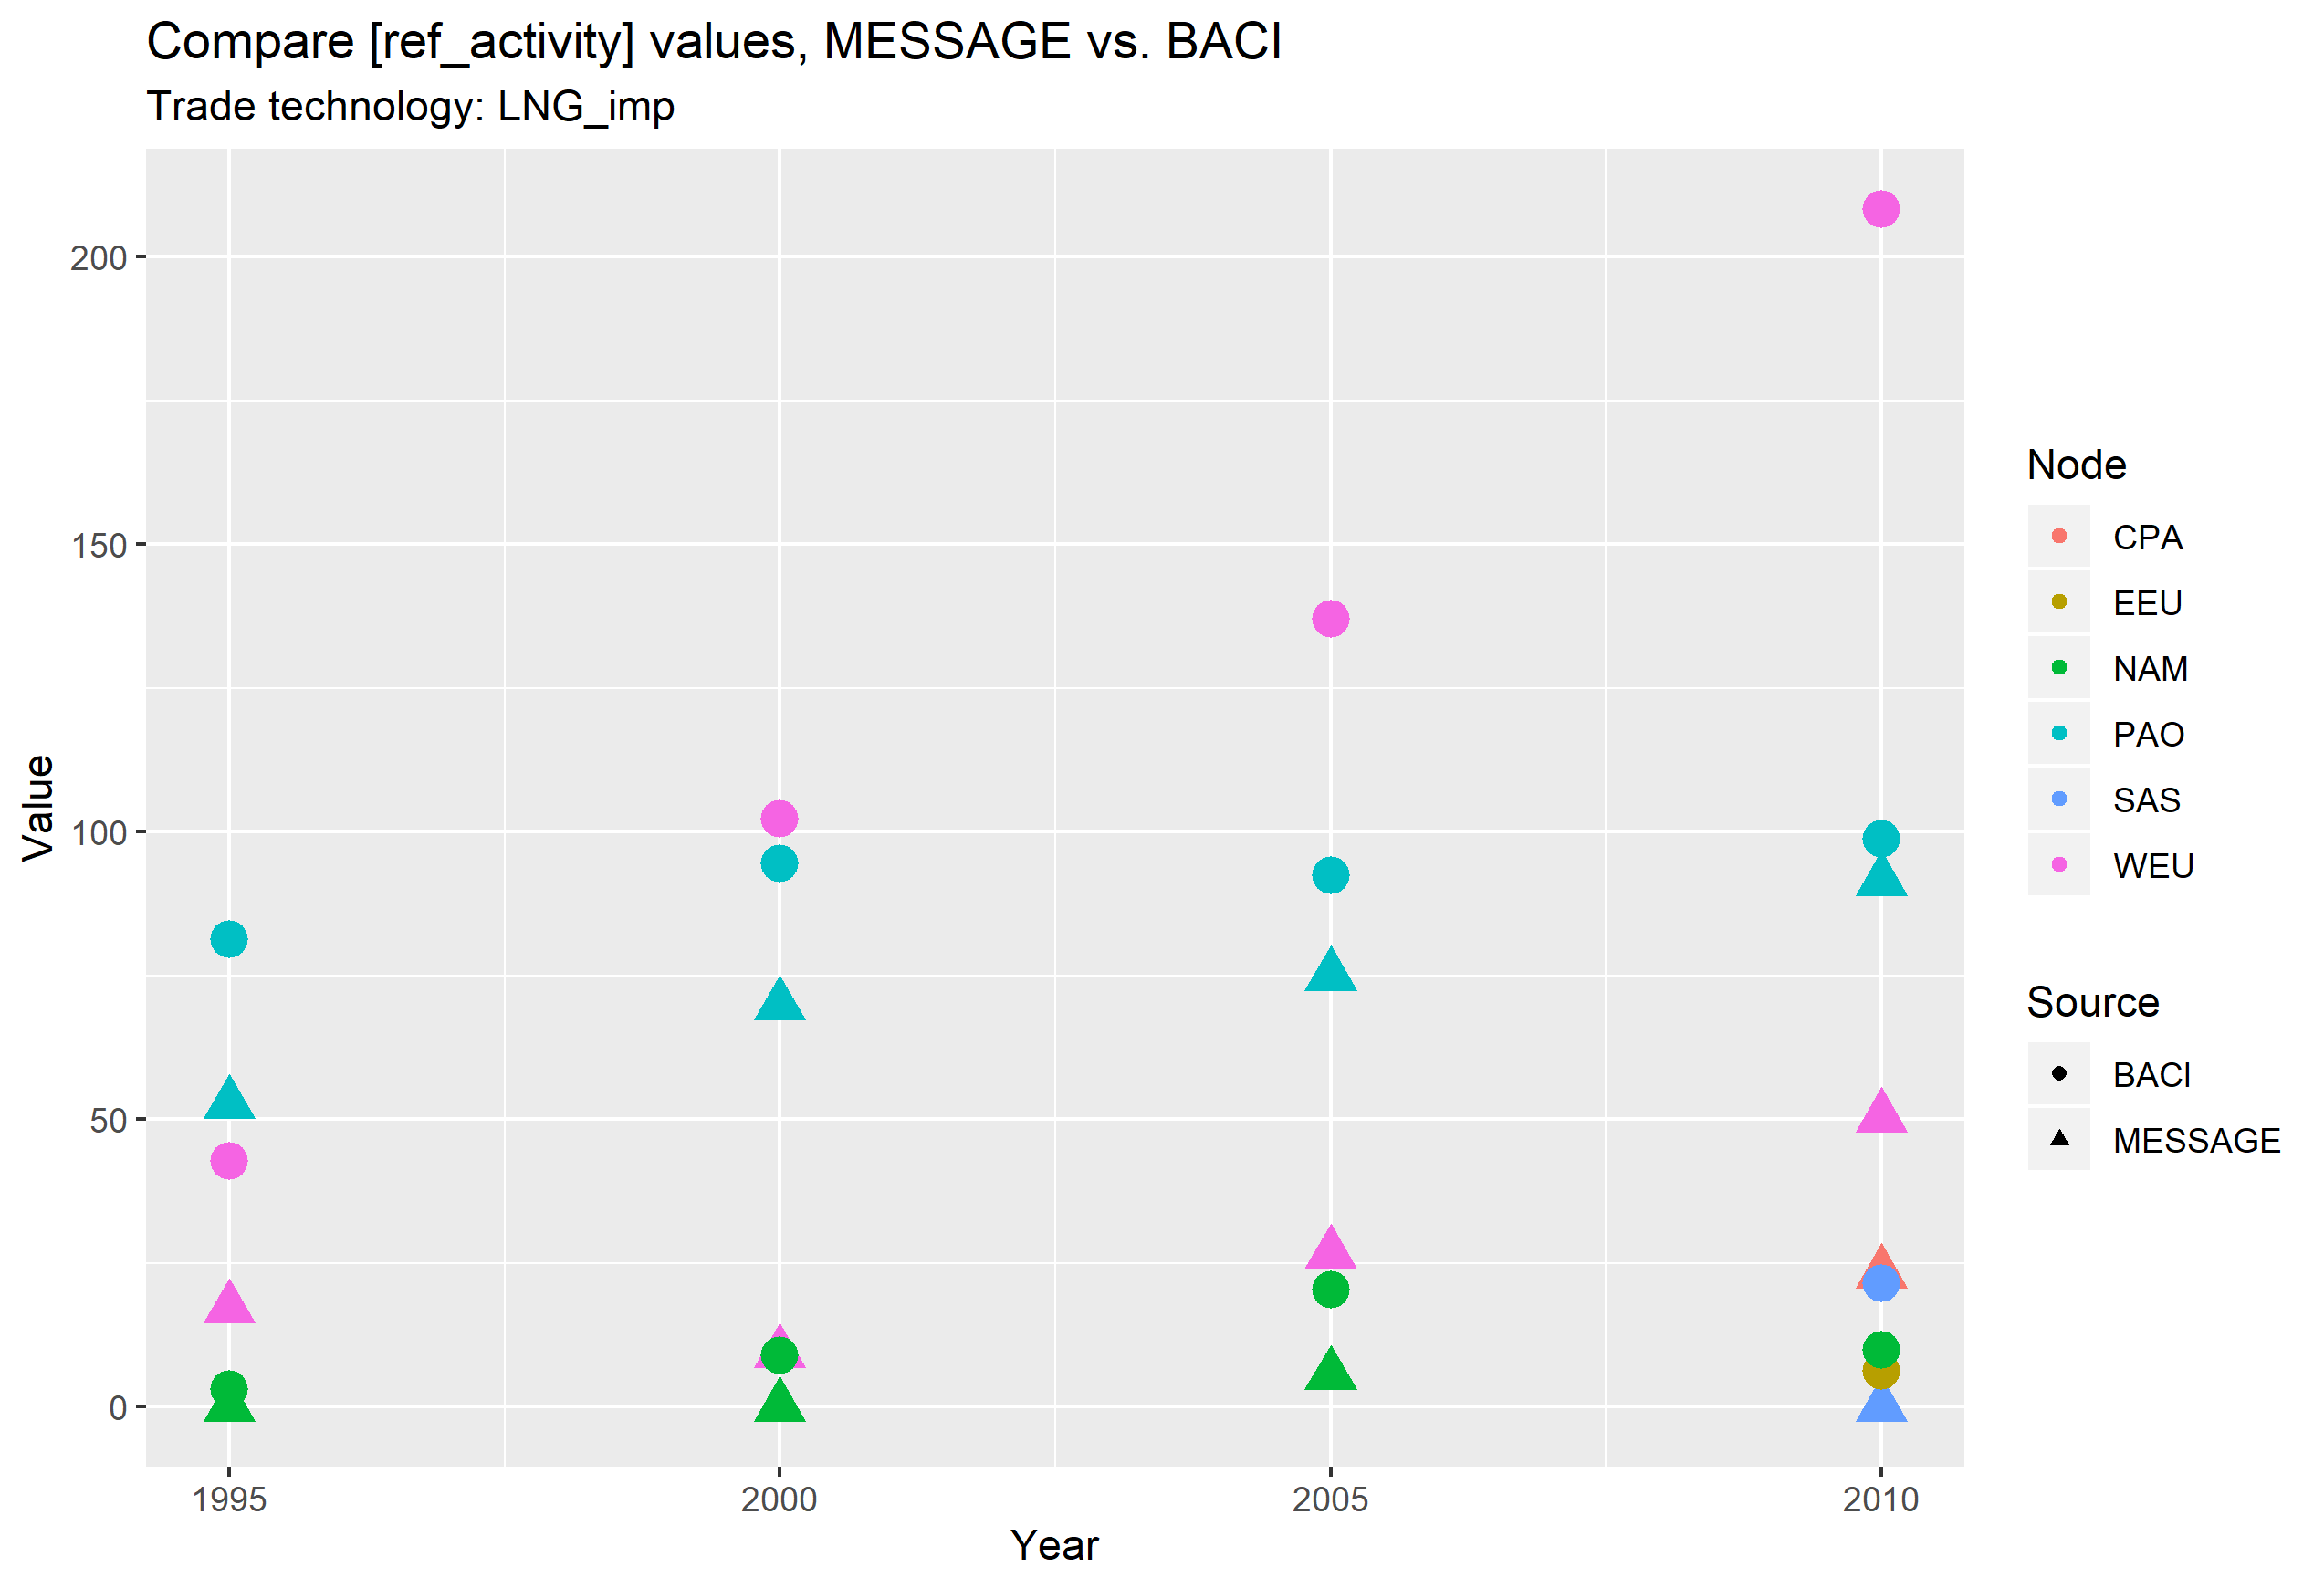 Compare [ref_activity] values, MESSAGE vs. BACI
Trade technology: LNG_imp
Value
200
150
100
50
0
1995
2000
2005
2010
Year
Node
CPA
EEU
NAM
PAO
SAS
WEU
Source
BACI
MESSAGE